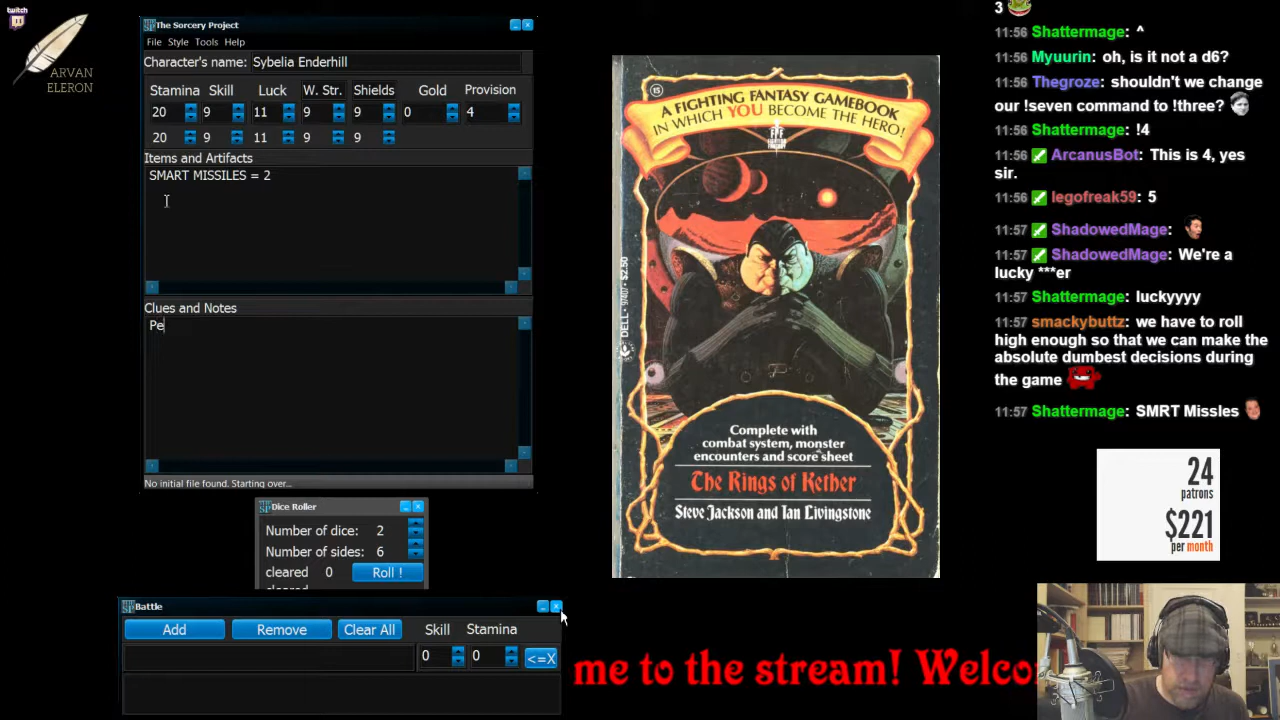 twitch
ARVAN
ELERON
The Sorcery Project
File Style Tools Help
Character's name: Sybelia Enderhill
Stamina Skill Luck W. Str. Shields Gold Provision
20 9 11 9 9 0 4
20 9 11 9 9
Items and Artifacts
SMART MISSILES = 2
Clues and Notes
Pe
No initial file found. Starting over...
Dice Roller
Number of dice: 2
Number of sides: 6
cleared 0 Roll !
Battle
Add Remove Clear All Skill Stamina
0 0 <=X
15
A FIGHTING FANTASY GAMEBOOK
IN WHICH YOU BECOME THE HERO!
DELL • 97407 • $2.50
Complete with
combat system, monster
encounters and score sheet
The Rings of Kether
Steve Jackson and Ian Livingstone
me to the stream! Welco
3
11:56 Shattermage: ^
11:56 Myuurin: oh, is it not a d6?
11:56 Thegroze: shouldn't we change
our !seven command to !three?
11:56 Shattermage: !4
11:56 ArcanusBot: This is 4, yes
sir.
11:56 legofreak59: 5
11:57 ShadowedMage:
11:57 ShadowedMage: We're a
lucky ***er
11:57 Shattermage: luckyyyy
11:57 smackybuttz: we have to roll
high enough so that we can make the
absolute dumbest decisions during
the game
11:57 Shattermage: SMRT Missles
24
patrons
$221
per month